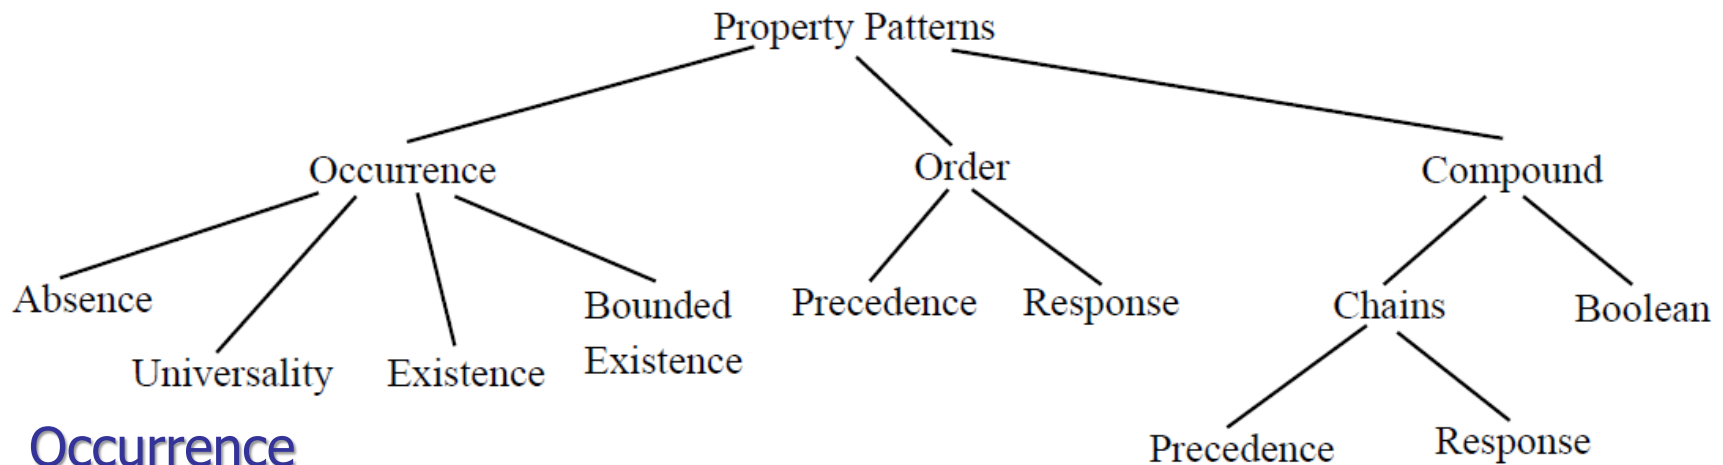 Property Patterns
Occurrence
Order
Compound
Absence
Universality
Existence
Bounded
Existence
Precedence
Response
Chains
Boolean
Precedence
Response
Occurrence